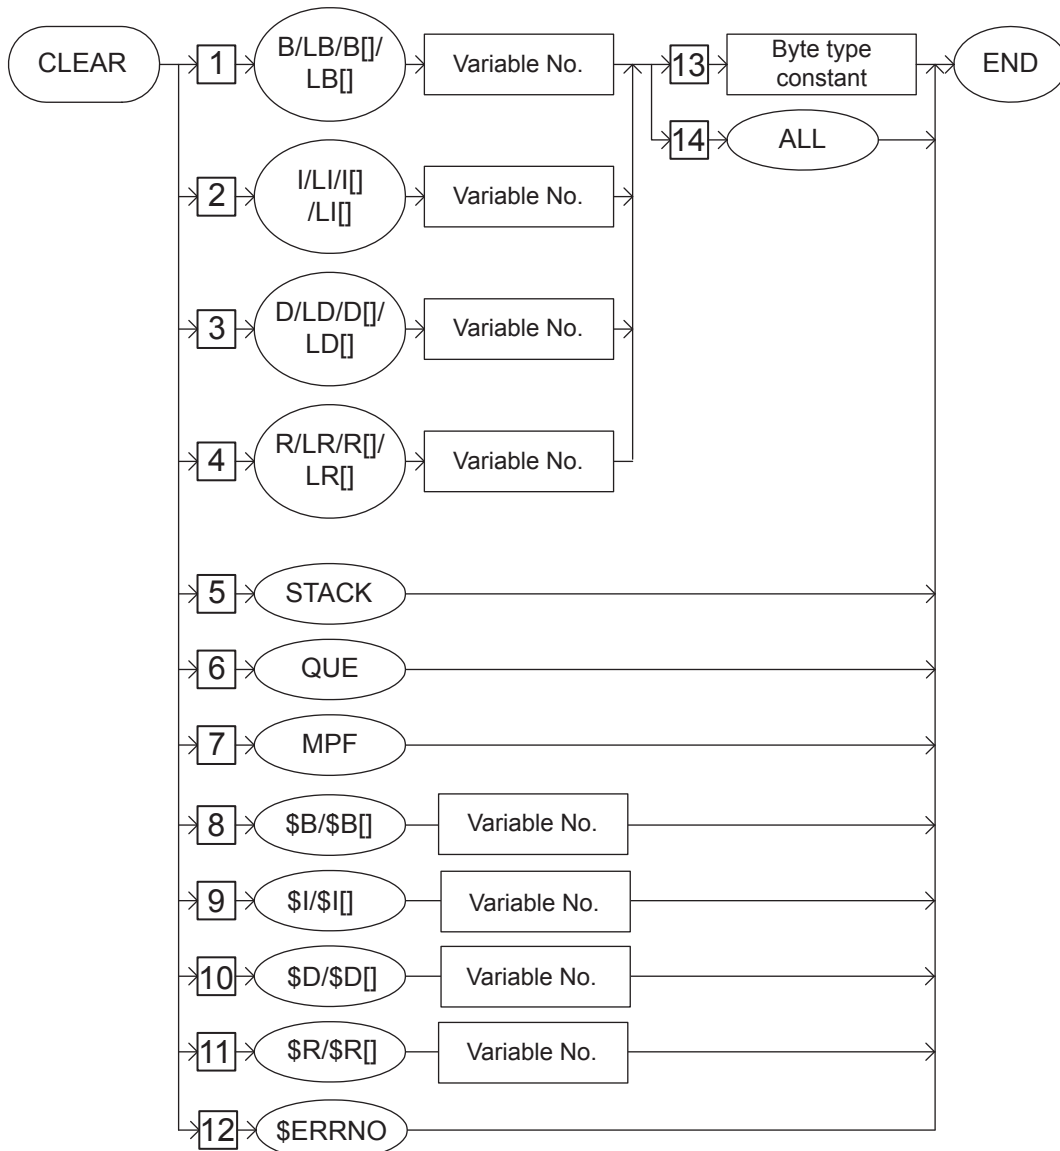 CLEAR
1
B/LB/B[]/
LB[]
Variable No.
13
Byte type
constant
END
14
ALL
2
I/LI/I[]
/LI[]
Variable No.
3
D/LD/D[]/
LD[]
Variable No.
4
R/LR/R[]/
LR[]
Variable No.
5
STACK
6
QUE
7
MPF
8
$B/$B[]
Variable No.
9
$I/$I[]
Variable No.
10
$D/$D[]
Variable No.
11
$R/$R[]
Variable No.
12
$ERRNO